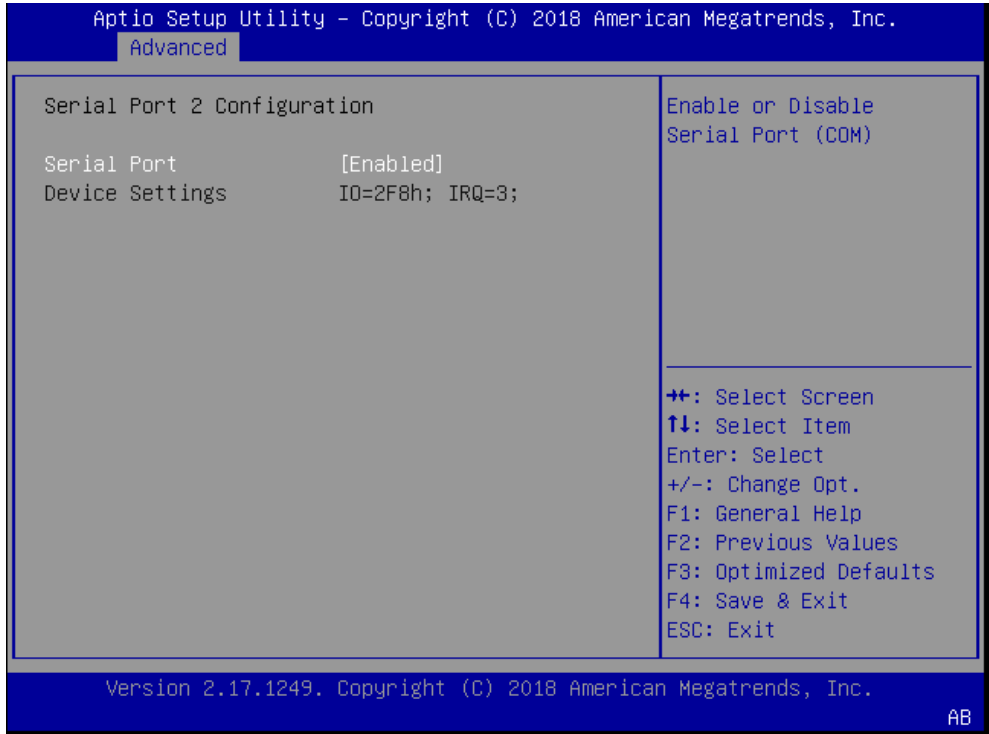 Aptio Setup Utility – Copyright (C) 2018 American Megatrends, Inc.
Advanced
Serial Port 2 Configuration
Serial Port [Enabled]
Device Settings IO=2F8h; IRQ=3;
Enable or Disable
Serial Port (COM)
→←: Select Screen
↑↓: Select Item
Enter: Select
+/-: Change Opt.
F1: General Help
F2: Previous Values
F3: Optimized Defaults
F4: Save & Exit
ESC: Exit
Version 2.17.1249. Copyright (C) 2018 American Megatrends, Inc.
AB